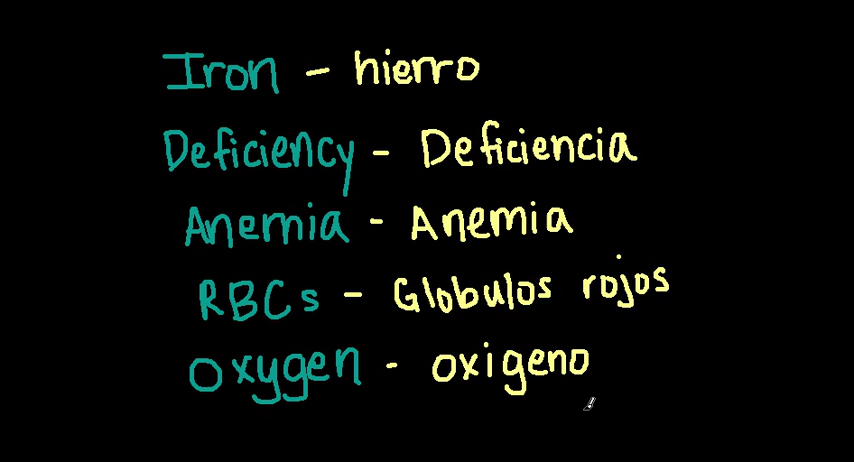 Iron - hierro
Deficiency - Deficiencia
Anemia - Anemia
RBCs - Globulos rojos
Oxygen - oxigeno